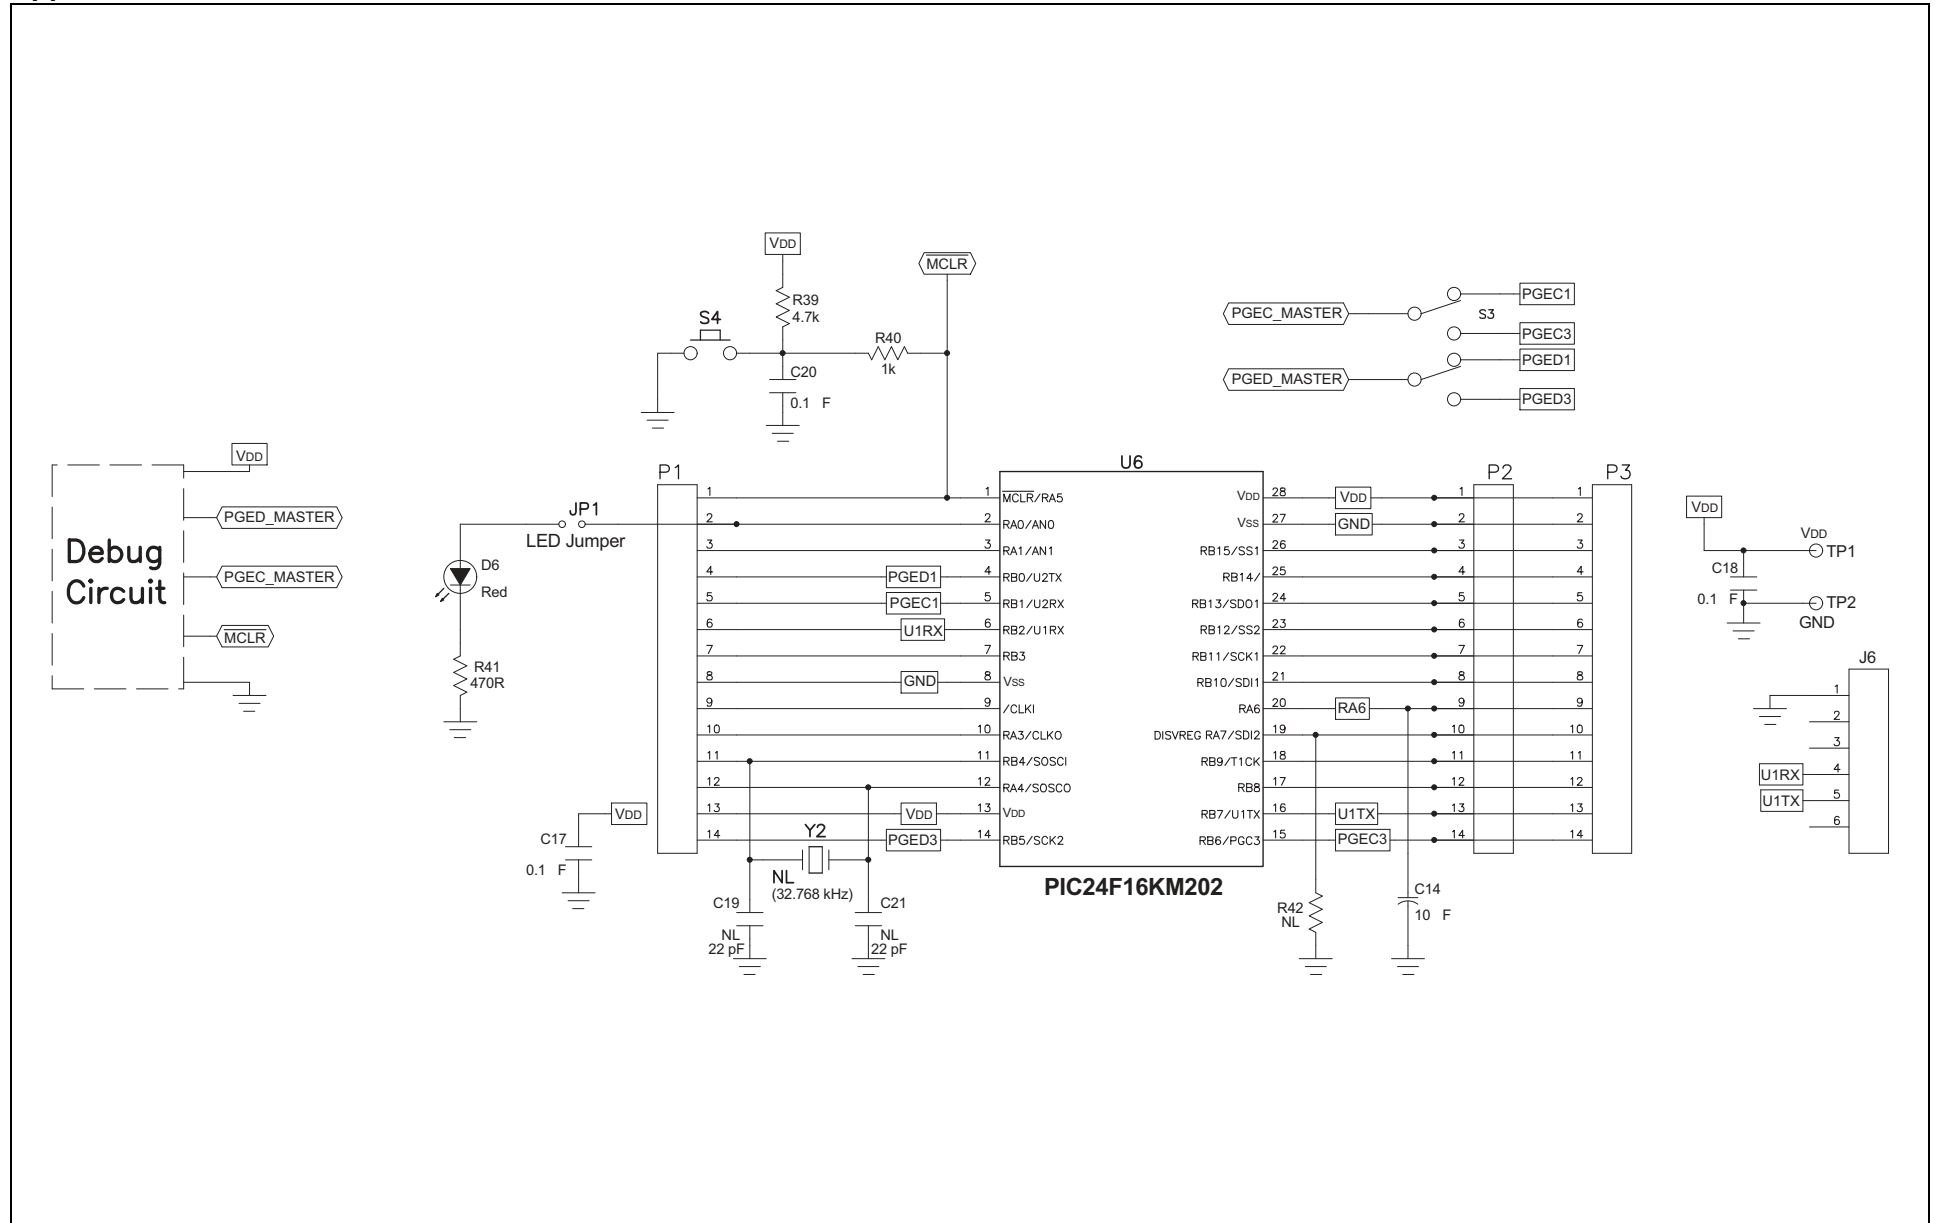 VDD
MCLR
R39
4.7k
S4
R40
1k
C20
0.1 F
PGEC_MASTER
PGEC1
S3
PGEC3
PGED1
PGED_MASTER
PGED3
VDD
PGED_MASTER
Debug
Circuit
PGEC_MASTER
MCLR
JP1
LED Jumper
D6
Red
R41
470R
P1
1
2
3
4
5
6
7
8
9
10
11
12
13
14
PGED1
PGEC1
U1RX
GND
VDD
PGED3
U6
1 MCLR/RA5
2 RA0/AN0
3 RA1/AN1
4 RB0/U2TX
5 RB1/U2RX
6 RB2/U1RX
7 RB3
8 VSS
9 /CLKI
10 RA3/CLKO
11 RB4/SOSCI
12 RA4/SOSCO
13 VDD
14 RB5/SCK2
VDD 28
VSS 27
RB15/SS1 26
RB14/ 25
RB13/SDO1 24
RB12/SS2 23
RB11/SCK1 22
RB10/SDI1 21
RA6 20
DISVREG RA7/SDI2 19
RB9/T1CK 18
RB8 17
RB7/U1TX 16
RB6/PGC3 15
PIC24F16KM202
VDD
GND
RA6
U1TX
PGEC3
P2
1
2
3
4
5
6
7
8
9
10
11
12
13
14
P3
1
2
3
4
5
6
7
8
9
10
11
12
13
14
VDD
C17
0.1 F
Y2
NL
(32.768 kHz)
C19
NL
22 pF
C21
NL
22 pF
R42
NL
C14
10 F
VDD
VDD
TP1
C18
0.1 F
TP2
GND
J6
1
2
3
U1RX 4
U1TX 5
6